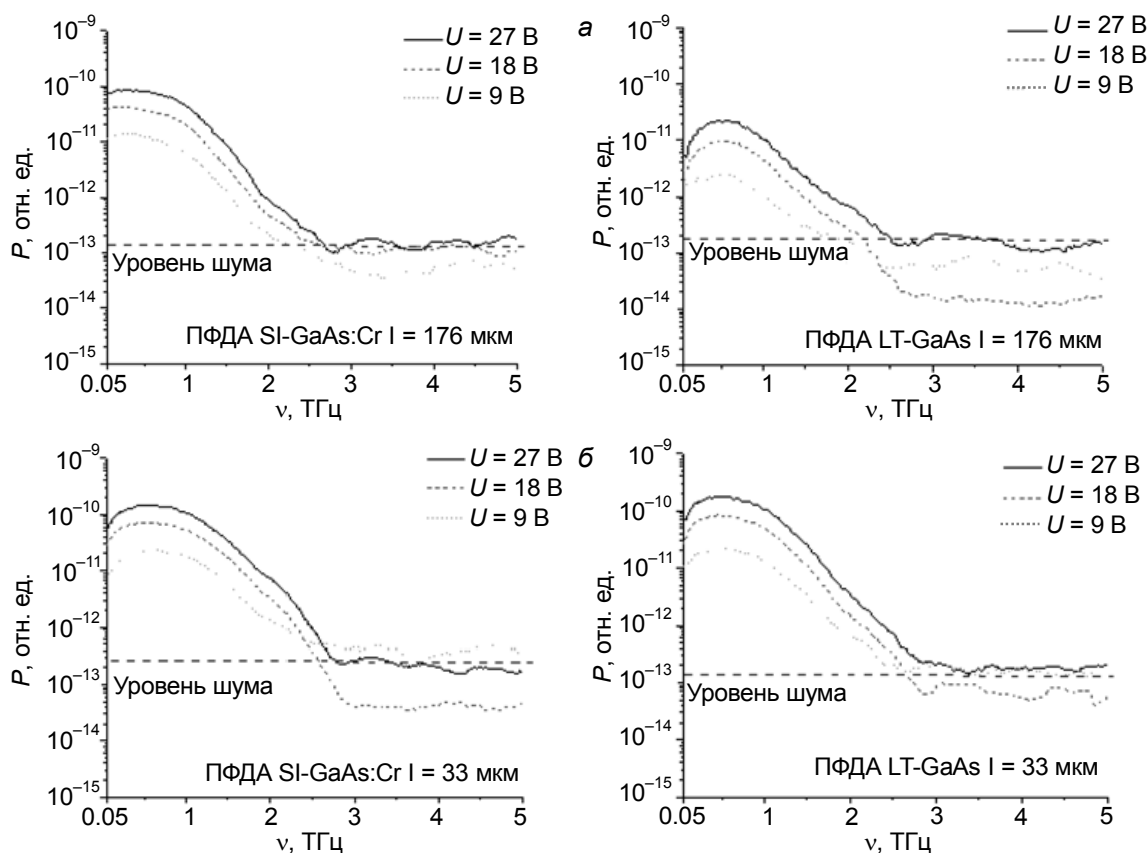 10⁻⁹
10⁻¹⁰
10⁻¹¹
10⁻¹²
10⁻¹³
10⁻¹⁴
10⁻¹⁵
P, отн. ед.
U = 27 В
U = 18 В
U = 9 В
Уровень шума
ПФДА SI-GaAs:Cr I = 176 мкм
0.05 1 2 3 4 5
ν, ТГц
а
10⁻⁹
10⁻¹⁰
10⁻¹¹
10⁻¹²
10⁻¹³
10⁻¹⁴
10⁻¹⁵
P, отн. ед.
U = 27 В
U = 18 В
U = 9 В
Уровень шума
ПФДА LT-GaAs I = 176 мкм
0.05 1 2 3 4 5
ν, ТГц
10⁻⁹
10⁻¹⁰
10⁻¹¹
10⁻¹²
10⁻¹³
10⁻¹⁴
10⁻¹⁵
P, отн. ед.
U = 27 В
U = 18 В
U = 9 В
Уровень шума
ПФДА SI-GaAs:Cr I = 33 мкм
0.05 1 2 3 4 5
ν, ТГц
б
10⁻⁹
10⁻¹⁰
10⁻¹¹
10⁻¹²
10⁻¹³
10⁻¹⁴
10⁻¹⁵
P, отн. ед.
U = 27 В
U = 18 В
U = 9 В
Уровень шума
ПФДА LT-GaAs I = 33 мкм
0.05 1 2 3 4 5
ν, ТГц